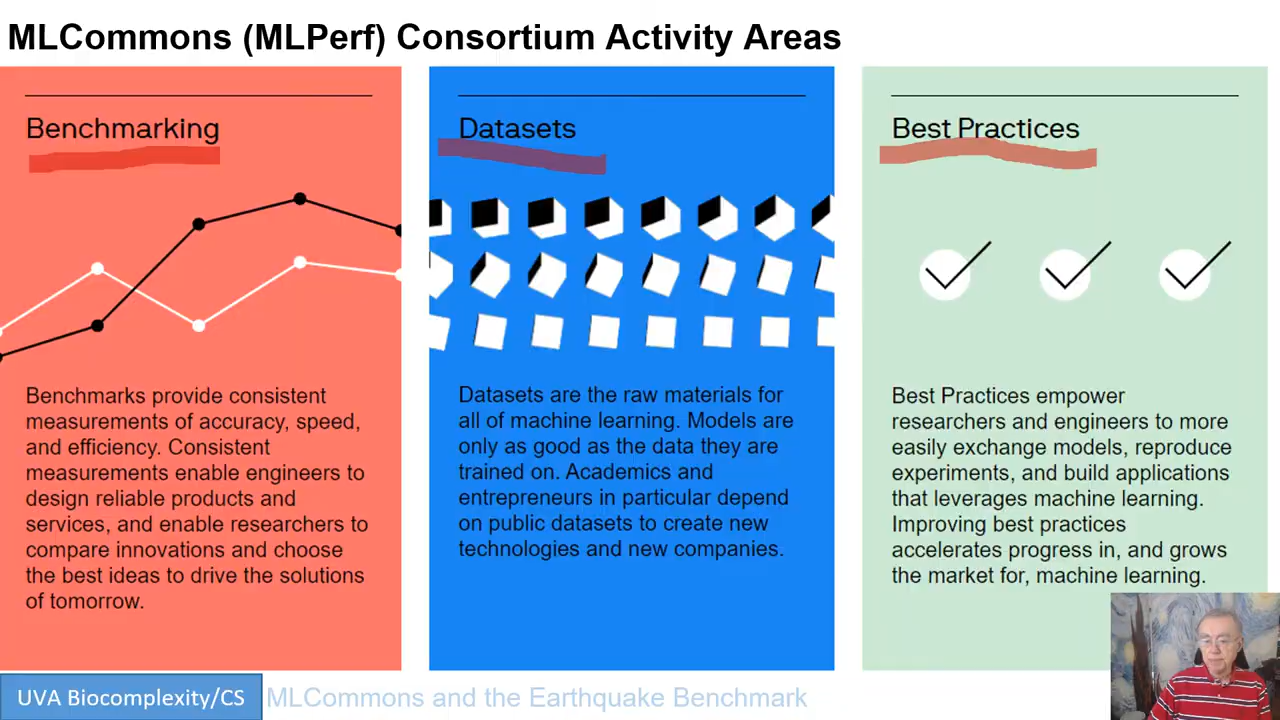 MLCommons (MLPerf) Consortium Activity Areas
Benchmarking
Benchmarks provide consistent
measurements of accuracy, speed,
and efficiency. Consistent
measurements enable engineers to
design reliable products and
services, and enable researchers to
compare innovations and choose
the best ideas to drive the solutions
of tomorrow.
Datasets
Datasets are the raw materials for
all of machine learning. Models are
only as good as the data they are
trained on. Academics and
entrepreneurs in particular depend
on public datasets to create new
technologies and new companies.
Best Practices
Best Practices empower
researchers and engineers to more
easily exchange models, reproduce
experiments, and build applications
that leverages machine learning.
Improving best practices
accelerates progress in, and grows
the market for, machine learning.
UVA Biocomplexity/CS
MLCommons and the Earthquake Benchmark